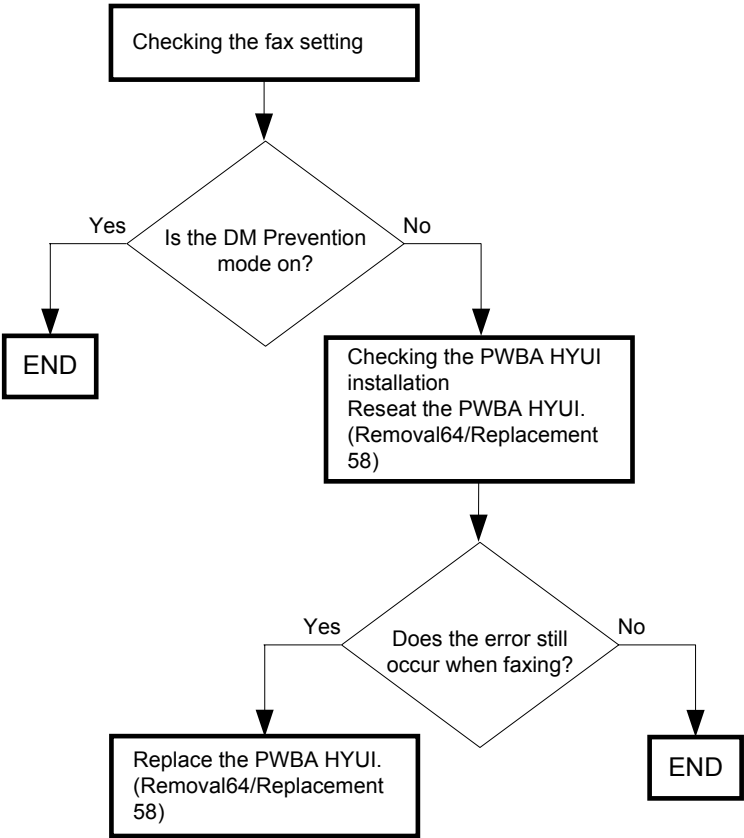 Checking the fax setting
Yes
No
Is the DM Prevention
mode on?
END
Checking the PWBA HYUI
installation
Reseat the PWBA HYUI.
(Removal64/Replacement
58)
Yes
No
Does the error still
occur when faxing?
Replace the PWBA HYUI.
(Removal64/Replacement
58)
END